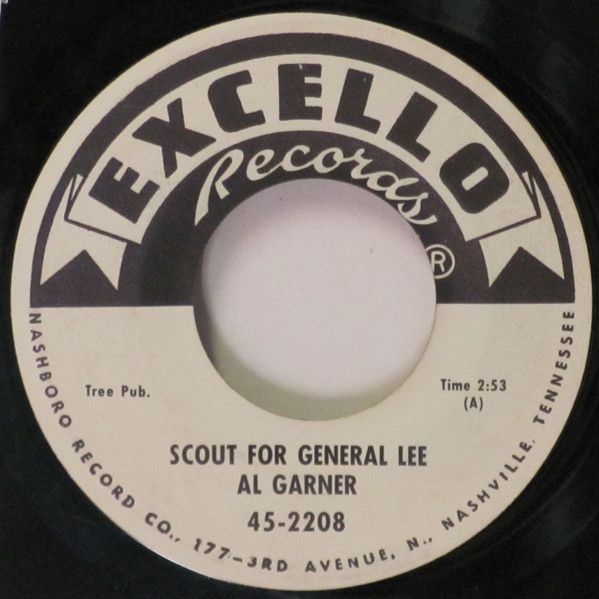 EXCELLO
Records
®
Tree Pub.
Time 2:53
(A)
SCOUT FOR GENERAL LEE
AL GARNER
45-2208
NASHBORO RECORD CO., 177-3RD AVENUE, N., NASHVILLE, TENNESSEE